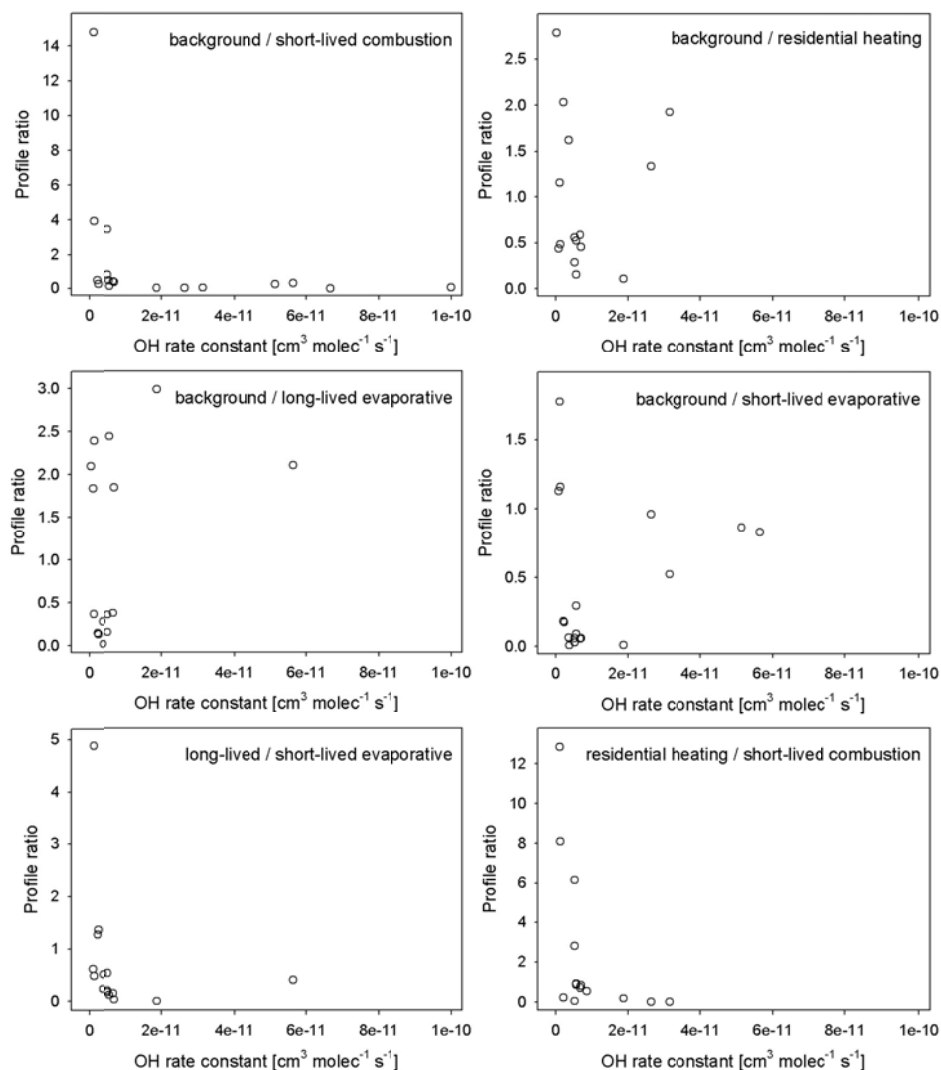 background / short-lived combustion
14
12
10
8
6
4
2
0
Profile ratio
0 2e-11 4e-11 6e-11 8e-11 1e-10
OH rate constant [cm³ molec⁻¹ s⁻¹]
background / residential heating
2.5
2.0
1.5
1.0
0.5
0.0
Profile ratio
0 2e-11 4e-11 6e-11 8e-11 1e-10
OH rate constant [cm³ molec⁻¹ s⁻¹]
background / long-lived evaporative
3.0
2.5
2.0
1.5
1.0
0.5
0.0
Profile ratio
0 2e-11 4e-11 6e-11 8e-11 1e-10
OH rate constant [cm³ molec⁻¹ s⁻¹]
background / short-lived evaporative
1.5
1.0
0.5
0.0
Profile ratio
0 2e-11 4e-11 6e-11 8e-11 1e-10
OH rate constant [cm³ molec⁻¹ s⁻¹]
long-lived / short-lived evaporative
5
4
3
2
1
0
Profile ratio
0 2e-11 4e-11 6e-11 8e-11 1e-10
OH rate constant [cm³ molec⁻¹ s⁻¹]
residential heating / short-lived combustion
12
10
8
6
4
2
0
Profile ratio
0 2e-11 4e-11 6e-11 8e-11 1e-10
OH rate constant [cm³ molec⁻¹ s⁻¹]